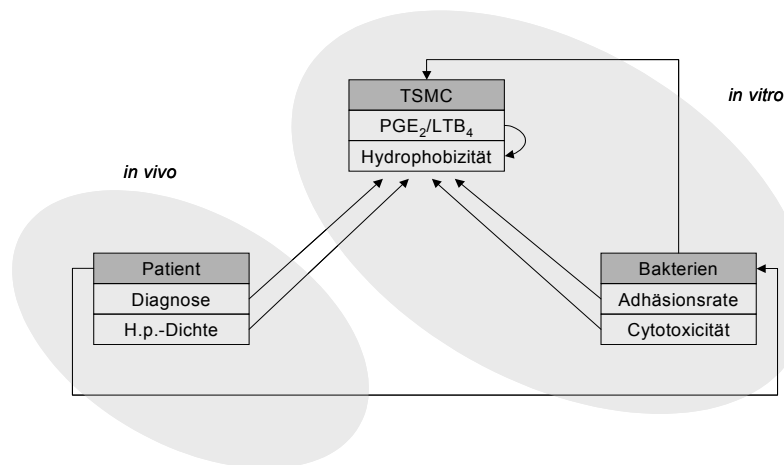 TSMC
PGE₂/LTB₄
Hydrophobizität
in vitro
in vivo
Patient
Diagnose
H.p.-Dichte
Bakterien
Adhäsionsrate
Cytotoxicität